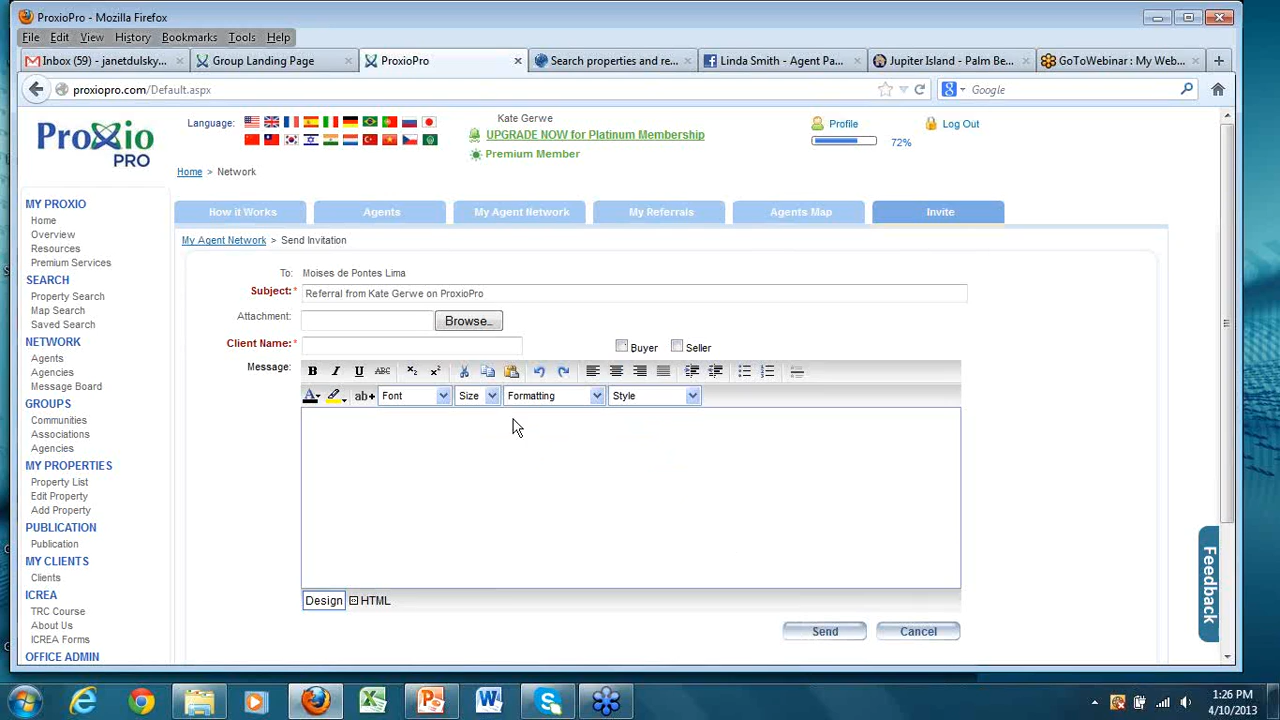 ProxioPro - Mozilla Firefox
File Edit View History Bookmarks Tools Help
Inbox (59) - janetdulsky... Group Landing Page ProxioPro Search properties and re... Linda Smith - Agent Pa... Jupiter Island - Palm Be... GoToWebinar : My Web...
proxiopro.com/Default.aspx
Google
Proxio PRO
Language:
Kate Gerwe
UPGRADE NOW for Platinum Membership
Premium Member
Profile
72%
Log Out
Home > Network
MY PROXIO
Home
Overview
Resources
Premium Services
SEARCH
Property Search
Map Search
Saved Search
NETWORK
Agents
Agencies
Message Board
GROUPS
Communities
Associations
Agencies
MY PROPERTIES
Property List
Edit Property
Add Property
PUBLICATION
Publication
MY CLIENTS
Clients
ICREA
TRC Course
About Us
ICREA Forms
OFFICE ADMIN
How it Works Agents My Agent Network My Referrals Agents Map Invite
My Agent Network > Send Invitation
To: Moises de Pontes Lima
Subject:* Referral from Kate Gerwe on ProxioPro
Attachment: Browse...
Client Name:* Buyer Seller
Message:
B I U ABC
ab+ Font Size Formatting Style
Design HTML
Send Cancel
Feedback
1:26 PM
4/10/2013